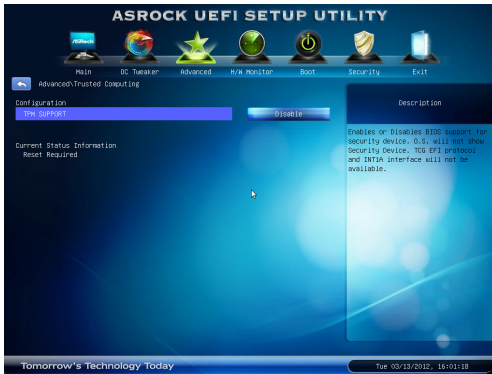 ASROCK UEFI SETUP UTILITY
ASRock
Main
OC Tweaker
Advanced
H/W Monitor
Boot
Security
Exit
Advanced\Trusted Computing
Configuration
TPM SUPPORT
Disable
Current Status Information
Reset Required
Description
Enables or Disables BIOS support for
security device. O.S. will not show
Security Device. TCG EFI protocol
and INT1A interface will not be
available.
Tomorrow's Technology Today
Tue 03/13/2012, 16:01:18